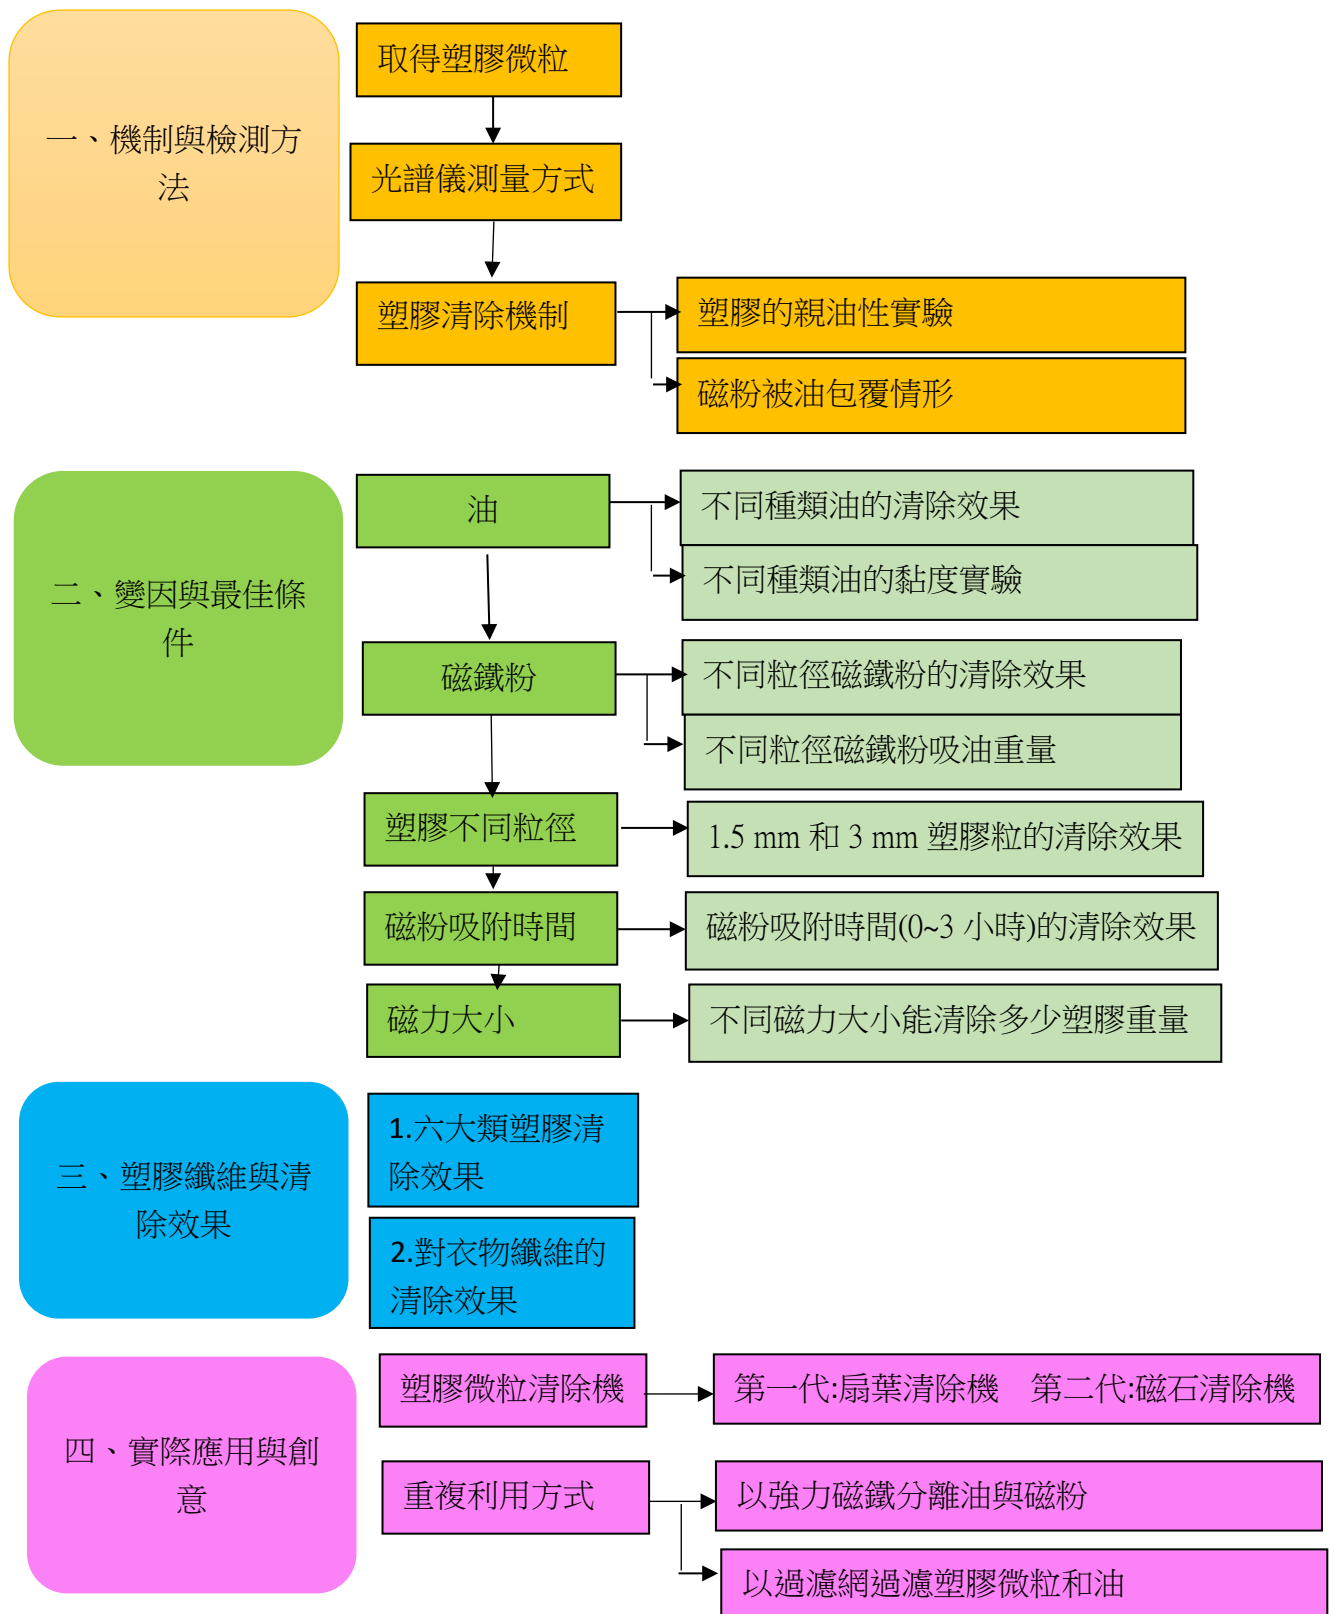 一、機制與檢測方
法
取得塑膠微粒
光譜儀測量方式
塑膠清除機制
塑膠的親油性實驗
磁粉被油包覆情形
二、變因與最佳條
件
油
不同種類油的清除效果
不同種類油的黏度實驗
磁鐵粉
不同粒徑磁鐵粉的清除效果
不同粒徑磁鐵粉吸油重量
塑膠不同粒徑
1.5 mm 和 3 mm 塑膠粒的清除效果
磁粉吸附時間
磁粉吸附時間(0~3 小時)的清除效果
磁力大小
不同磁力大小能清除多少塑膠重量
三、塑膠纖維與清
除效果
1.六大類塑膠清
除效果
2.對衣物纖維的
清除效果
四、實際應用與創
意
塑膠微粒清除機
第一代:扇葉清除機　第二代:磁石清除機
重複利用方式
以強力磁鐵分離油與磁粉
以過濾網過濾塑膠微粒和油